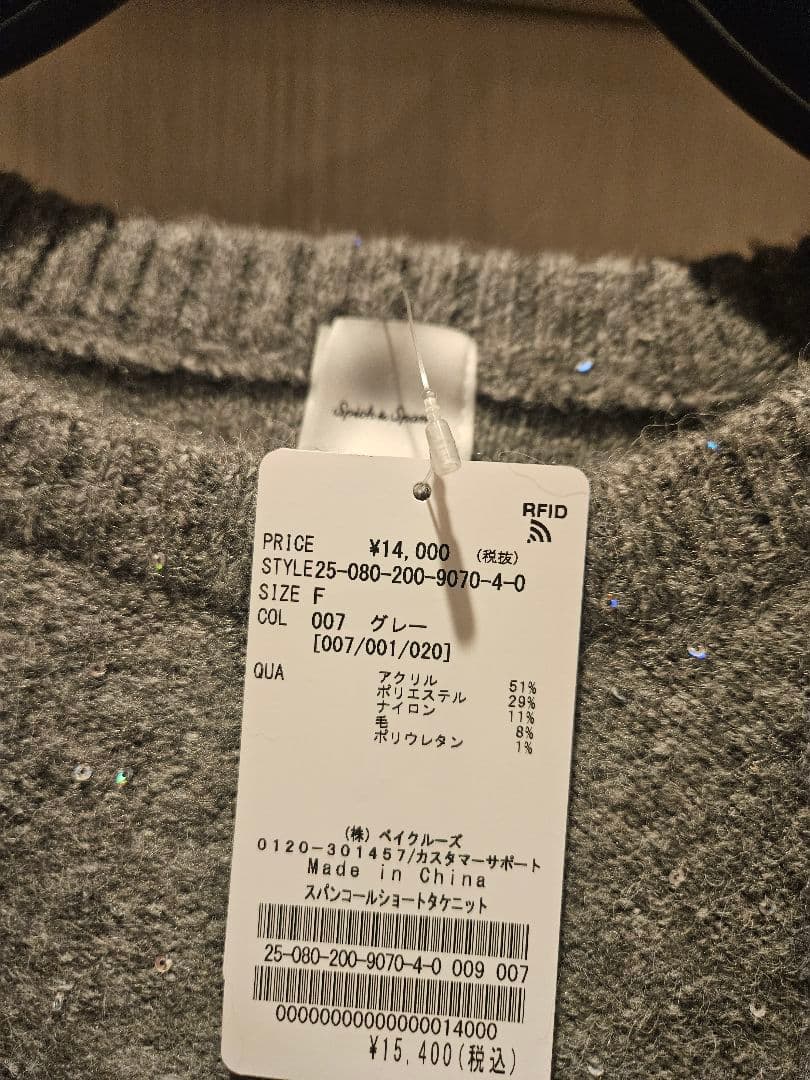 Spick & Span
RFID
PRICE ¥14,000 (税抜)
STYLE25-080-200-9070-4-0
SIZE F
COL 007 グレー
[007/001/020]
QUA アクリル 51%
ポリエステル 29%
ナイロン 11%
毛 8%
ポリウレタン 1%
(株)ベイクルーズ
0120-301457/カスタマーサポート
Made in China
スパンコールショートタケニット
25-080-200-9070-4-0 009 007
00000000000000014000
¥15,400(税込)